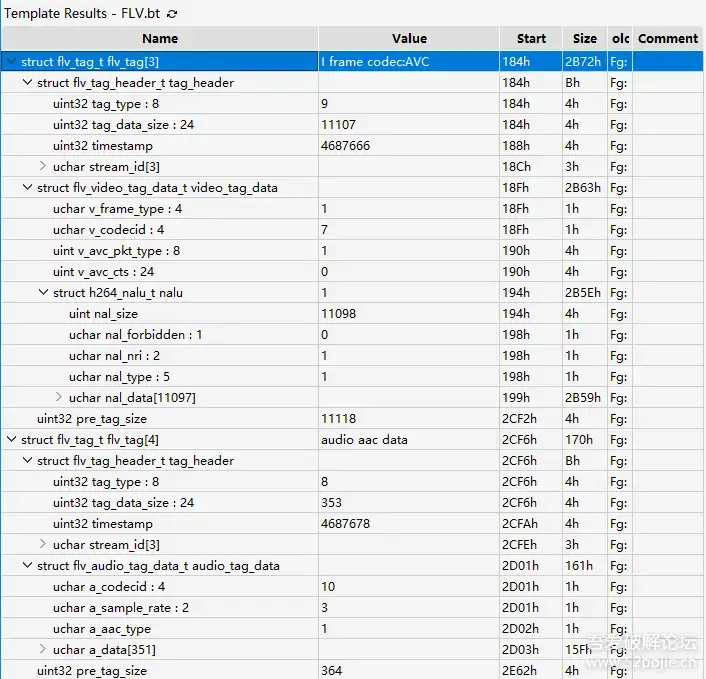 Template Results - FLV.bt
Name Value Start Size olc Comment
struct flv_tag_t flv_tag[3] I frame codec:AVC 184h 2B72h Fg:
struct flv_tag_header_t tag_header 184h Bh Fg:
uint32 tag_type : 8 9 184h 4h Fg:
uint32 tag_data_size : 24 11107 184h 4h Fg:
uint32 timestamp 4687666 188h 4h Fg:
uchar stream_id[3] 18Ch 3h Fg:
struct flv_video_tag_data_t video_tag_data 18Fh 2B63h Fg:
uchar v_frame_type : 4 1 18Fh 1h Fg:
uchar v_codecid : 4 7 18Fh 1h Fg:
uint v_avc_pkt_type : 8 1 190h 4h Fg:
uint v_avc_cts : 24 0 190h 4h Fg:
struct h264_nalu_t nalu 1 194h 2B5Eh Fg:
uint nal_size 11098 194h 4h Fg:
uchar nal_forbidden : 1 0 198h 1h Fg:
uchar nal_nri : 2 1 198h 1h Fg:
uchar nal_type : 5 1 198h 1h Fg:
uchar nal_data[11097] 199h 2B59h Fg:
uint32 pre_tag_size 11118 2CF2h 4h Fg:
struct flv_tag_t flv_tag[4] audio aac data 2CF6h 170h Fg:
struct flv_tag_header_t tag_header 2CF6h Bh Fg:
uint32 tag_type : 8 8 2CF6h 4h Fg:
uint32 tag_data_size : 24 353 2CF6h 4h Fg:
uint32 timestamp 4687678 2CFAh 4h Fg:
uchar stream_id[3] 2CFEh 3h Fg:
struct flv_audio_tag_data_t audio_tag_data 2D01h 161h Fg:
uchar a_codecid : 4 10 2D01h 1h Fg:
uchar a_sample_rate : 2 3 2D01h 1h Fg:
uchar a_aac_type 1 2D02h 1h Fg:
uchar a_data[351] 2D03h 15Fh Fg:
uint32 pre_tag_size 364 2E62h 4h Fg:
吾爱破解论坛
www.52pojie.cn